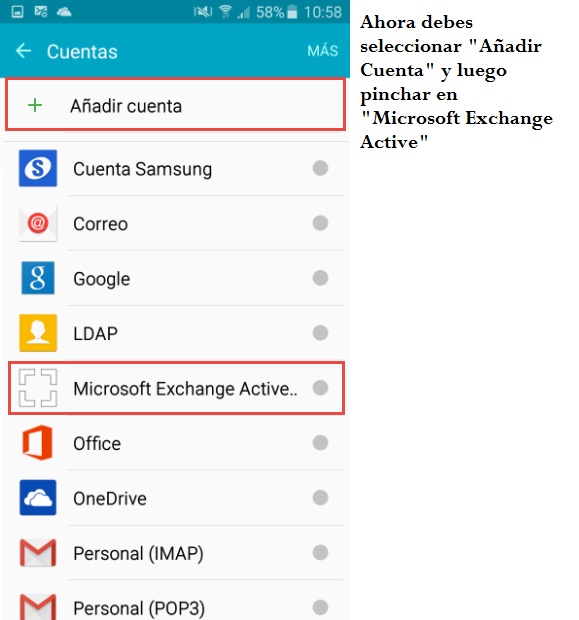 58% 10:58
Cuentas MÁS
Añadir cuenta
Cuenta Samsung
Correo
Google
LDAP
Microsoft Exchange Active..
Office
OneDrive
Personal (IMAP)
Personal (POP3)
Ahora debes
seleccionar "Añadir
Cuenta" y luego
pinchar en
"Microsoft Exchange
Active"